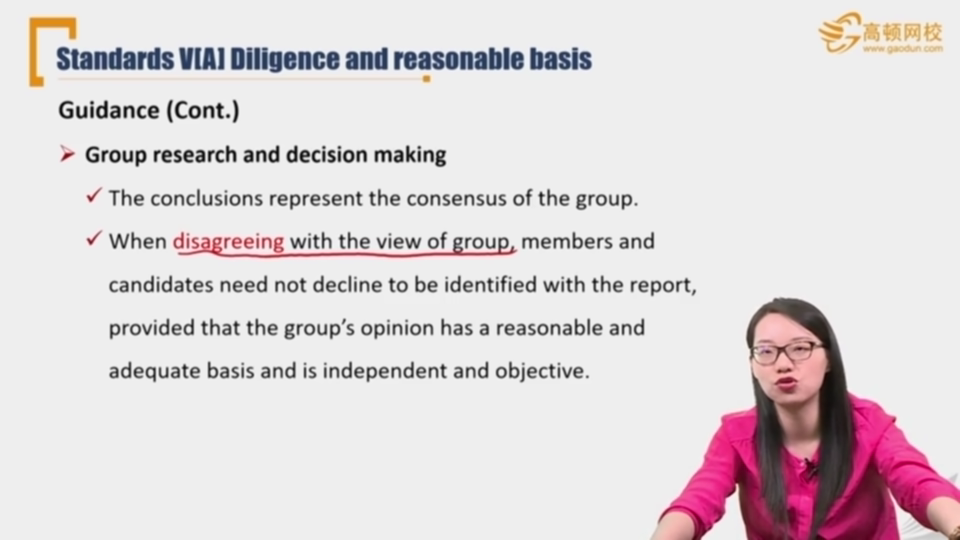 Standards V[A] Diligence and reasonable basis
高顿网校
www.gaodun.com
Guidance (Cont.)
Group research and decision making
The conclusions represent the consensus of the group.
When disagreeing with the view of group, members and
candidates need not decline to be identified with the report,
provided that the group's opinion has a reasonable and
adequate basis and is independent and objective.